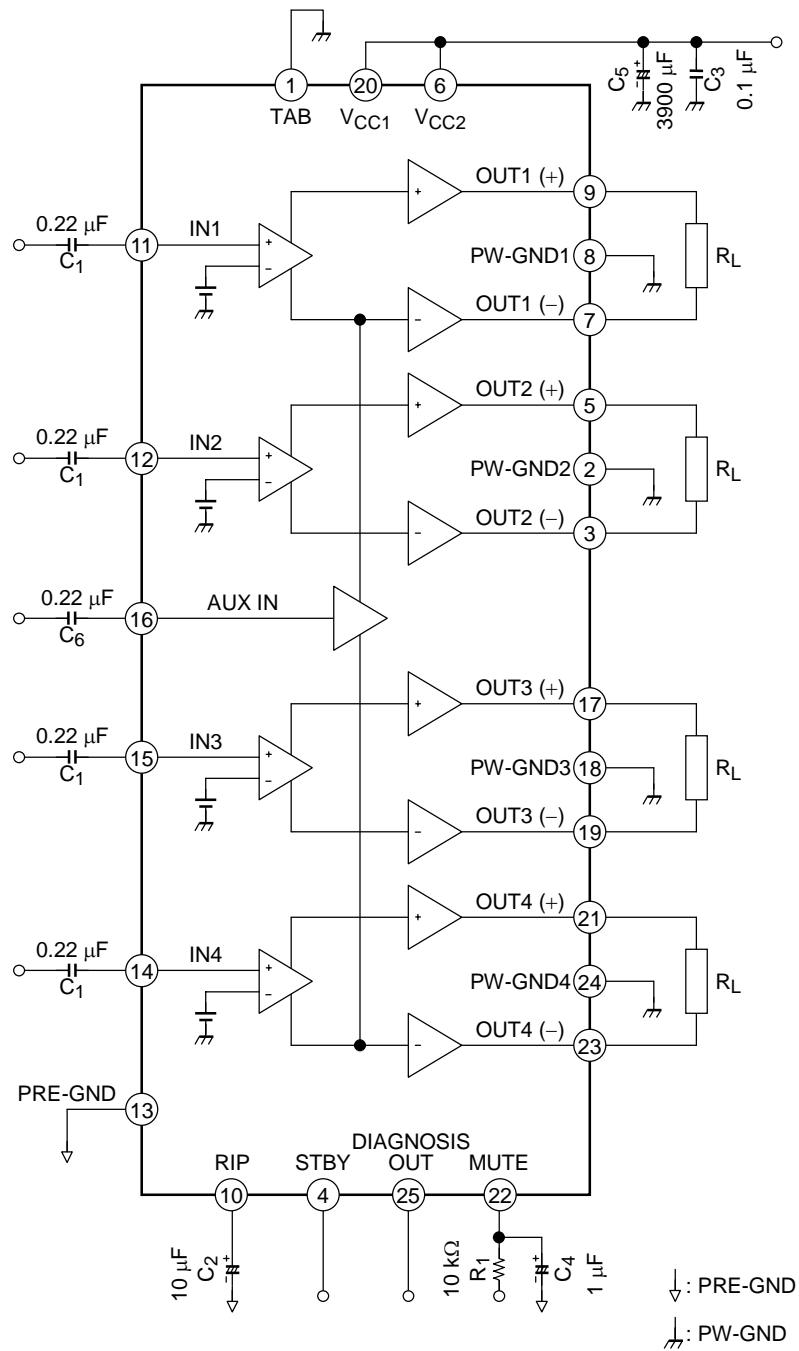 1 20 6
TAB VCC1 VCC2
C5 3900 µF C3 0.1 µF
+
-
OUT1 (+) 9
0.22 µF
C1
11 IN1
+
−
+
PW-GND1 8
RL
−
OUT1 (−) 7
OUT2 (+) 5
0.22 µF
C1
12 IN2
+
−
+
PW-GND2 2
RL
−
OUT2 (−) 3
0.22 µF
C6
16 AUX IN
OUT3 (+) 17
0.22 µF
C1
15 IN3
+
−
+
PW-GND3 18
RL
−
OUT3 (−) 19
OUT4 (+) 21
0.22 µF
C1
14 IN4
+
−
+
PW-GND4 24
RL
−
OUT4 (−) 23
PRE-GND 13
DIAGNOSIS
RIP STBY OUT MUTE
10 4 25 22
10 µF C2 10 kΩ R1 C4 1 µF
+
-
+
-
: PRE-GND
: PW-GND